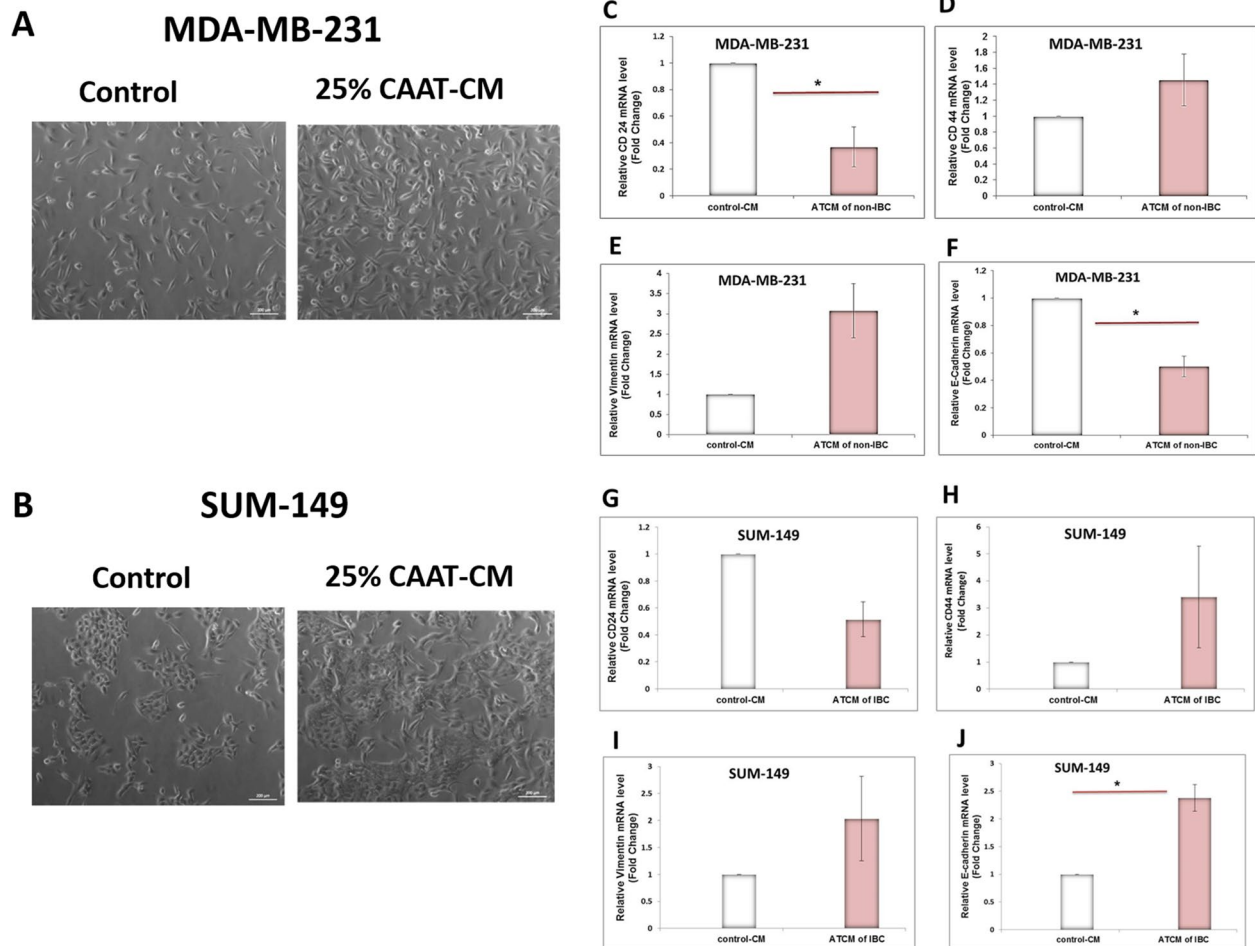 A
MDA-MB-231
Control
25% CAAT-CM
B
SUM-149
Control
25% CAAT-CM
C
MDA-MB-231
Relative CD 24 mRNA level
(Fold Change)
1.2
1
0.8
0.6
0.4
0.2
0
*
control-CM
ATCM of non-IBC
D
MDA-MB-231
Relative CD 44 mRNA level
(Fold Change)
2
1.8
1.6
1.4
1.2
1
0.8
0.6
0.4
0.2
0
control-CM
ATCM of non-IBC
E
MDA-MB-231
Relative Vimentin mRNA level
(Fold Change)
4
3.5
3
2.5
2
1.5
1
0.5
0
control-CM
ATCM of non-IBC
F
MDA-MB-231
Relative E-Cadherin mRNA level
(Fold Change)
1.2
1
0.8
0.6
0.4
0.2
0
*
control-CM
ATCM of non-IBC
G
SUM-149
Relative CD24 mRNA level
(Fold Change)
1.2
1
0.8
0.6
0.4
0.2
0
control-CM
ATCM of IBC
H
SUM-149
Relative CD44 mRNA level
(Fold Change)
6
5
4
3
2
1
0
control-CM
ATCM of IBC
I
SUM-149
Relative Vimentin mRNA level
(Fold Change)
3
2.5
2
1.5
1
0.5
0
control-CM
ATCM of IBC
J
SUM-149
Relative E-cadherin mRNA level
(Fold Change)
3
2.5
2
1.5
1
0.5
0
*
control-CM
ATCM of IBC